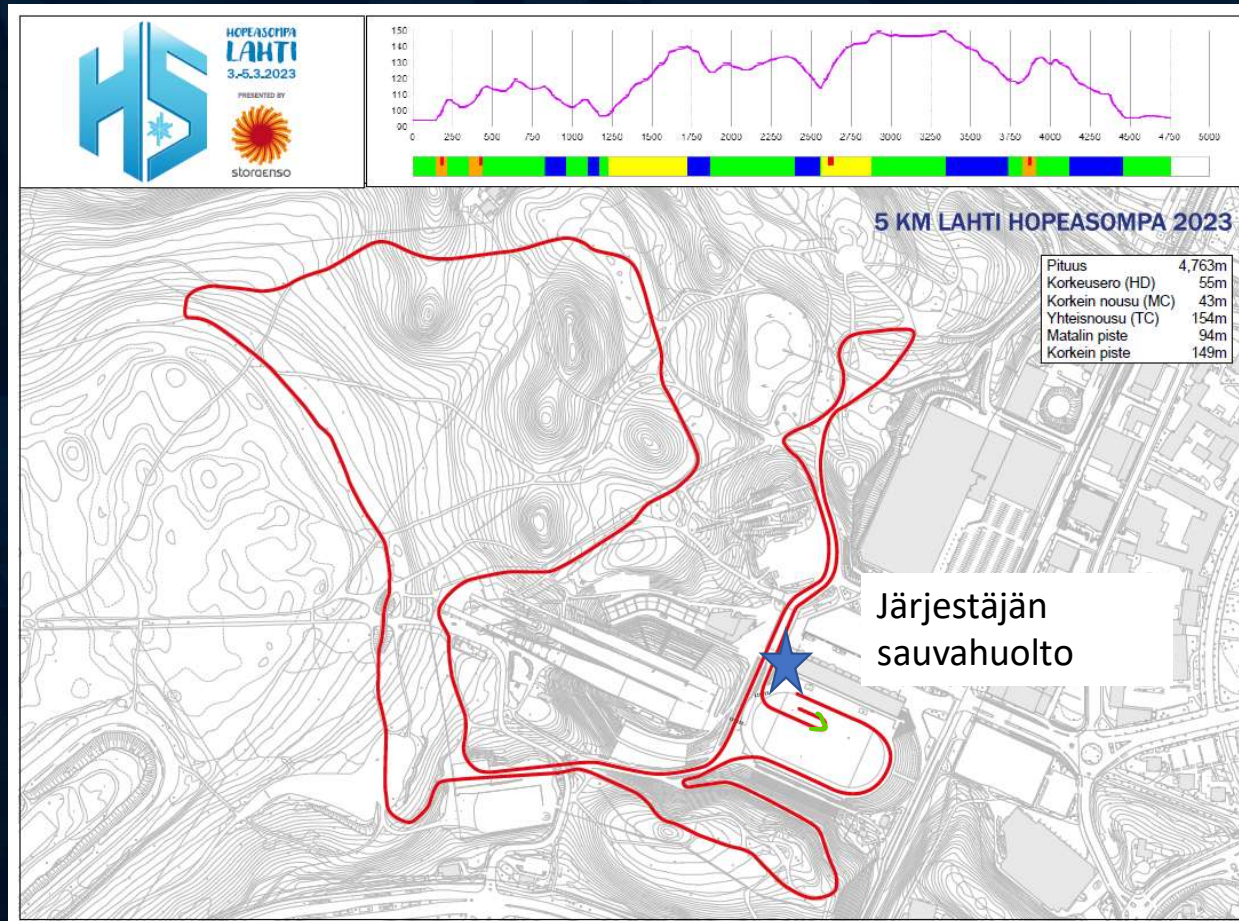 HOPEASOMPA
LAHTI
3.-5.3.2023
PRESENTED BY
storaenso
HS
150
140
130
120
110
100
90
0 250 500 750 1000 1250 1500 1750 2000 2250 2500 2750 3000 3250 3500 3750 4000 4250 4500 4750 5000
5 KM LAHTI HOPEASOMPA 2023
Pituus 4,763m
Korkeusero (HD) 55m
Korkein nousu (MC) 43m
Yhteisnousu (TC) 154m
Matalin piste 94m
Korkein piste 149m
Järjestäjän
sauvahuolto